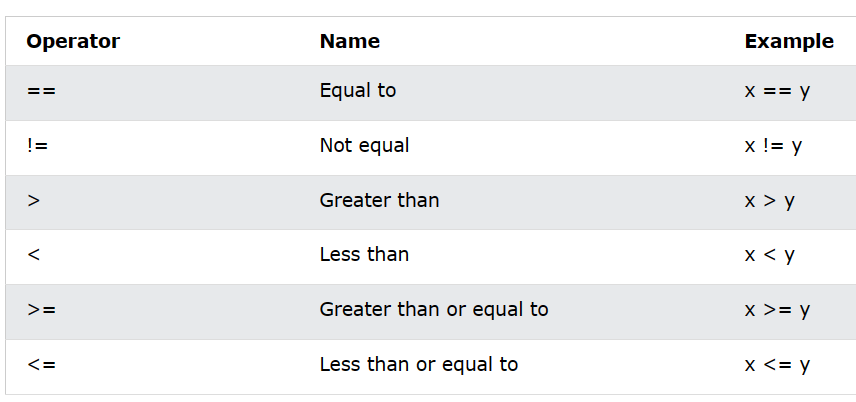 Operator Name Example
== Equal to x == y
!= Not equal x != y
> Greater than x > y
< Less than x < y
>= Greater than or equal to x >= y
<= Less than or equal to x <= y